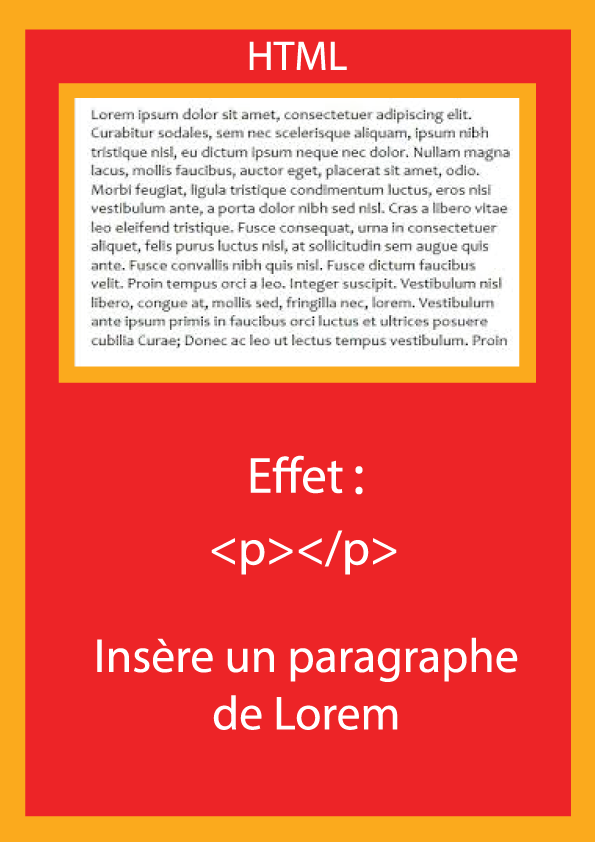 HTML
Lorem ipsum dolor sit amet, consectetuer adipiscing elit.
Curabitur sodales, sem nec scelerisque aliquam, ipsum nibh
tristique nisl, eu dictum ipsum neque nec dolor. Nullam magna
lacus, mollis faucibus, auctor eget, placerat sit amet, odio.
Morbi feugiat, ligula tristique condimentum luctus, eros nisl
vestibulum ante, a porta dolor nibh sed nisl. Cras a libero vitae
leo eleifend tristique. Fusce consequat, urna in consectetuer
aliquet, felis purus luctus nisl, at sollicitudin sem augue quis
ante. Fusce convallis nibh quis nisl. Fusce dictum faucibus
velit. Proin tempus orci a leo. Integer suscipit. Vestibulum nisl
libero, congue at, mollis sed, fringilla nec, lorem. Vestibulum
ante ipsum primis in faucibus orci luctus et ultrices posuere
cubilia Curae; Donec ac leo ut lectus tempus vestibulum. Proin
Effet :
<p></p>
Insère un paragraphe
de Lorem